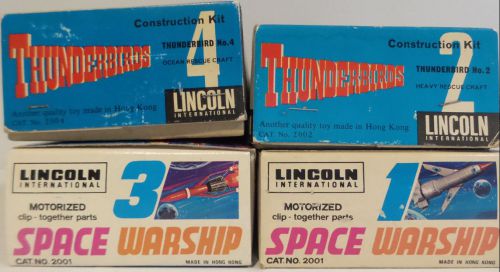 Construction Kit
THUNDERBIRDS
THUNDERBIRD No.4
OCEAN RESCUE CRAFT
4
LINCOLN
INTERNATIONAL
Another quality toy made in Hong Kong
CAT. No. 2004
Construction Kit
THUNDERBIRDS
THUNDERBIRD No.2
HEAVY RESCUE CRAFT
2
LINCOLN
INTERNATIONAL
Another quality toy made in Hong Kong
CAT. No. 2002
LINCOLN
INTERNATIONAL
3
MOTORIZED
clip-together parts
SPACE WARSHIP
CAT.NO. 2001
MADE IN HONG KONG
LINCOLN
INTERNATIONAL
1
MOTORIZED
clip-together parts
SPACE WARSHIP
CAT.NO. 2001
MADE IN HONG KONG